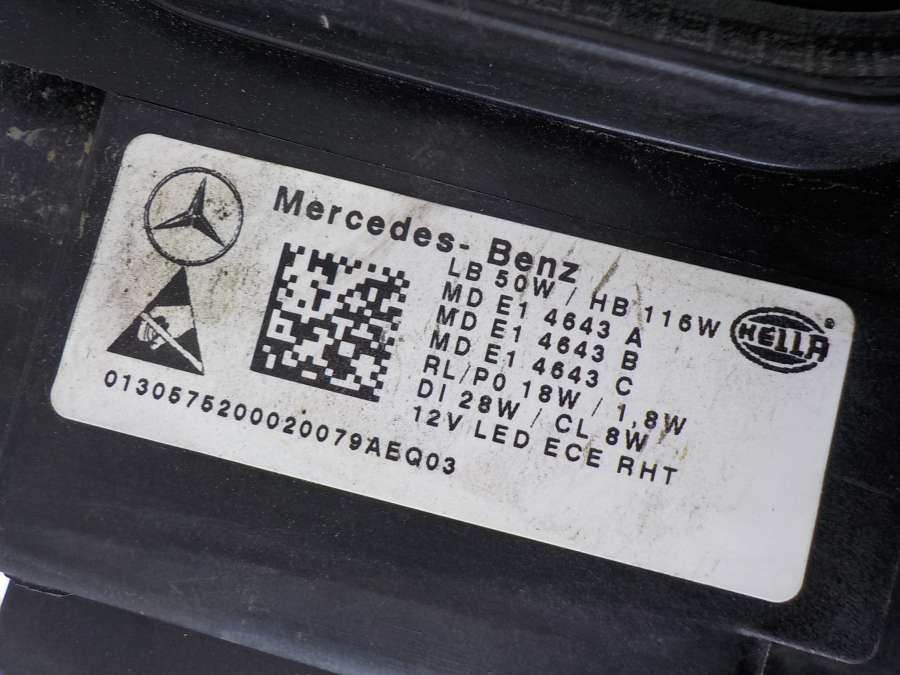 Mercedes-Benz
LB 50W / HB 116W
MD E1 4643 A
MD E1 4643 B
MD E1 4643 C
RL/PO 18W / 1,8W
DI 28W / CL 8W
12V LED ECE RHT
HELLA
®
0130575200020079AEQ03